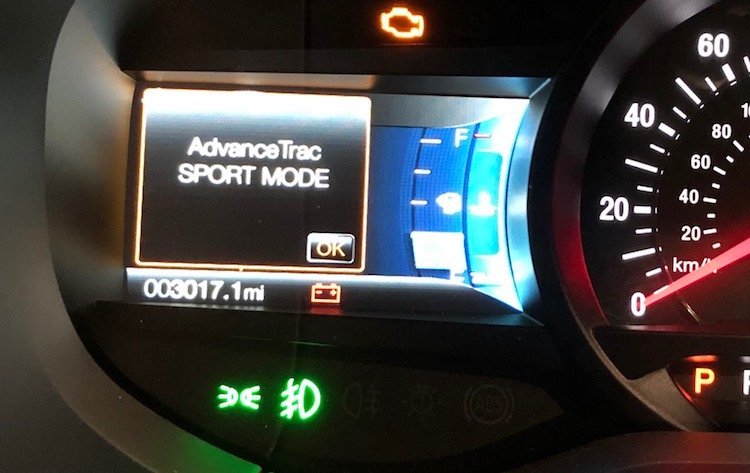 AdvanceTrac
SPORT MODE
OK
003017.1mi
F
60
40
20
0
80
60
40
20
km/h
P